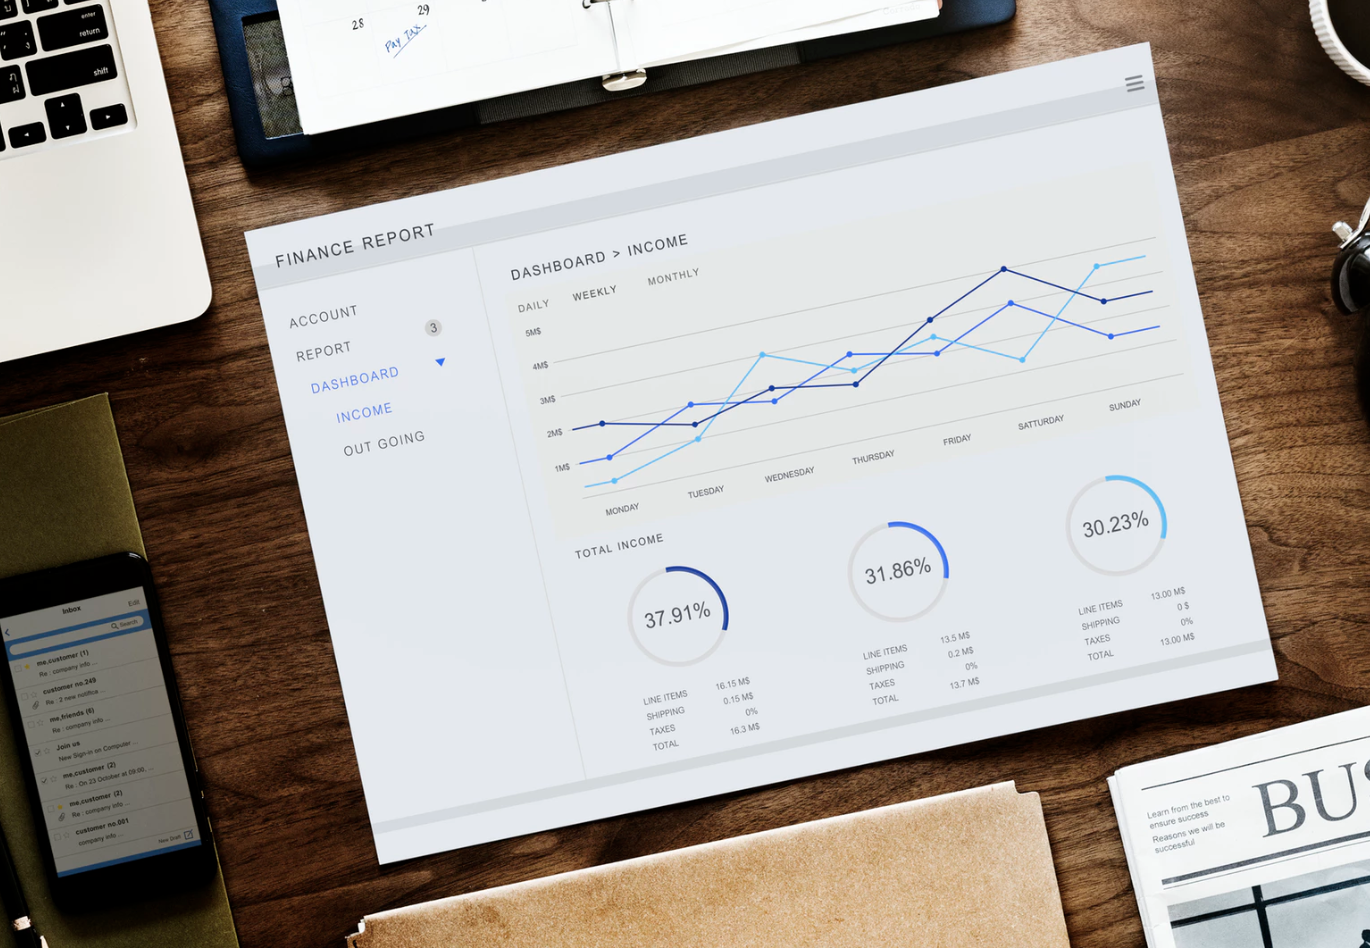 enter
return
shift
28
29
Pay Tax
FINANCE REPORT
ACCOUNT
REPORT
3
DASHBOARD
INCOME
OUT GOING
DASHBOARD > INCOME
DAILY
WEEKLY
MONTHLY
5M$
4M$
3M$
2M$
1M$
MONDAY
TUESDAY
WEDNESDAY
THURSDAY
FRIDAY
SATTURDAY
SUNDAY
TOTAL INCOME
37.91%
LINE ITEMS 16.15 M$
SHIPPING 0.15 M$
TAXES 0%
TOTAL 16.3 M$
31.86%
LINE ITEMS 13.5 M$
SHIPPING 0.2 M$
TAXES 0%
TOTAL 13.7 M$
30.23%
LINE ITEMS 13.00 M$
SHIPPING 0 $
TAXES 0%
TOTAL 13.00 M$
Inbox
Edit
Search
me.customer (1)
Re : company info ...
customer no.249
Re : 2 new notifica ...
me.friends (6)
Re : company info ...
Join us
New Sign-in on Computer ...
me.customer (2)
Re : On 23 October at 09:00 ...
me.customer (2)
Re : company info ...
customer no.001
company info ...
New Draft
Learn from the best to
ensure success
Reasons we will be
successful
BUS